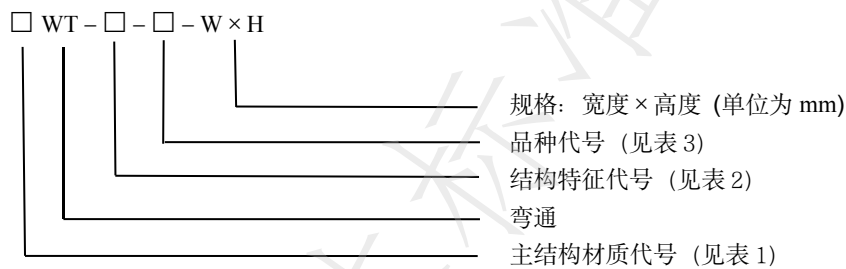 □ WT – □ – □ – W × H
规格：宽度×高度 (单位为 mm)
品种代号（见表 3）
结构特征代号（见表 2）
弯通
主结构材质代号（见表 1）